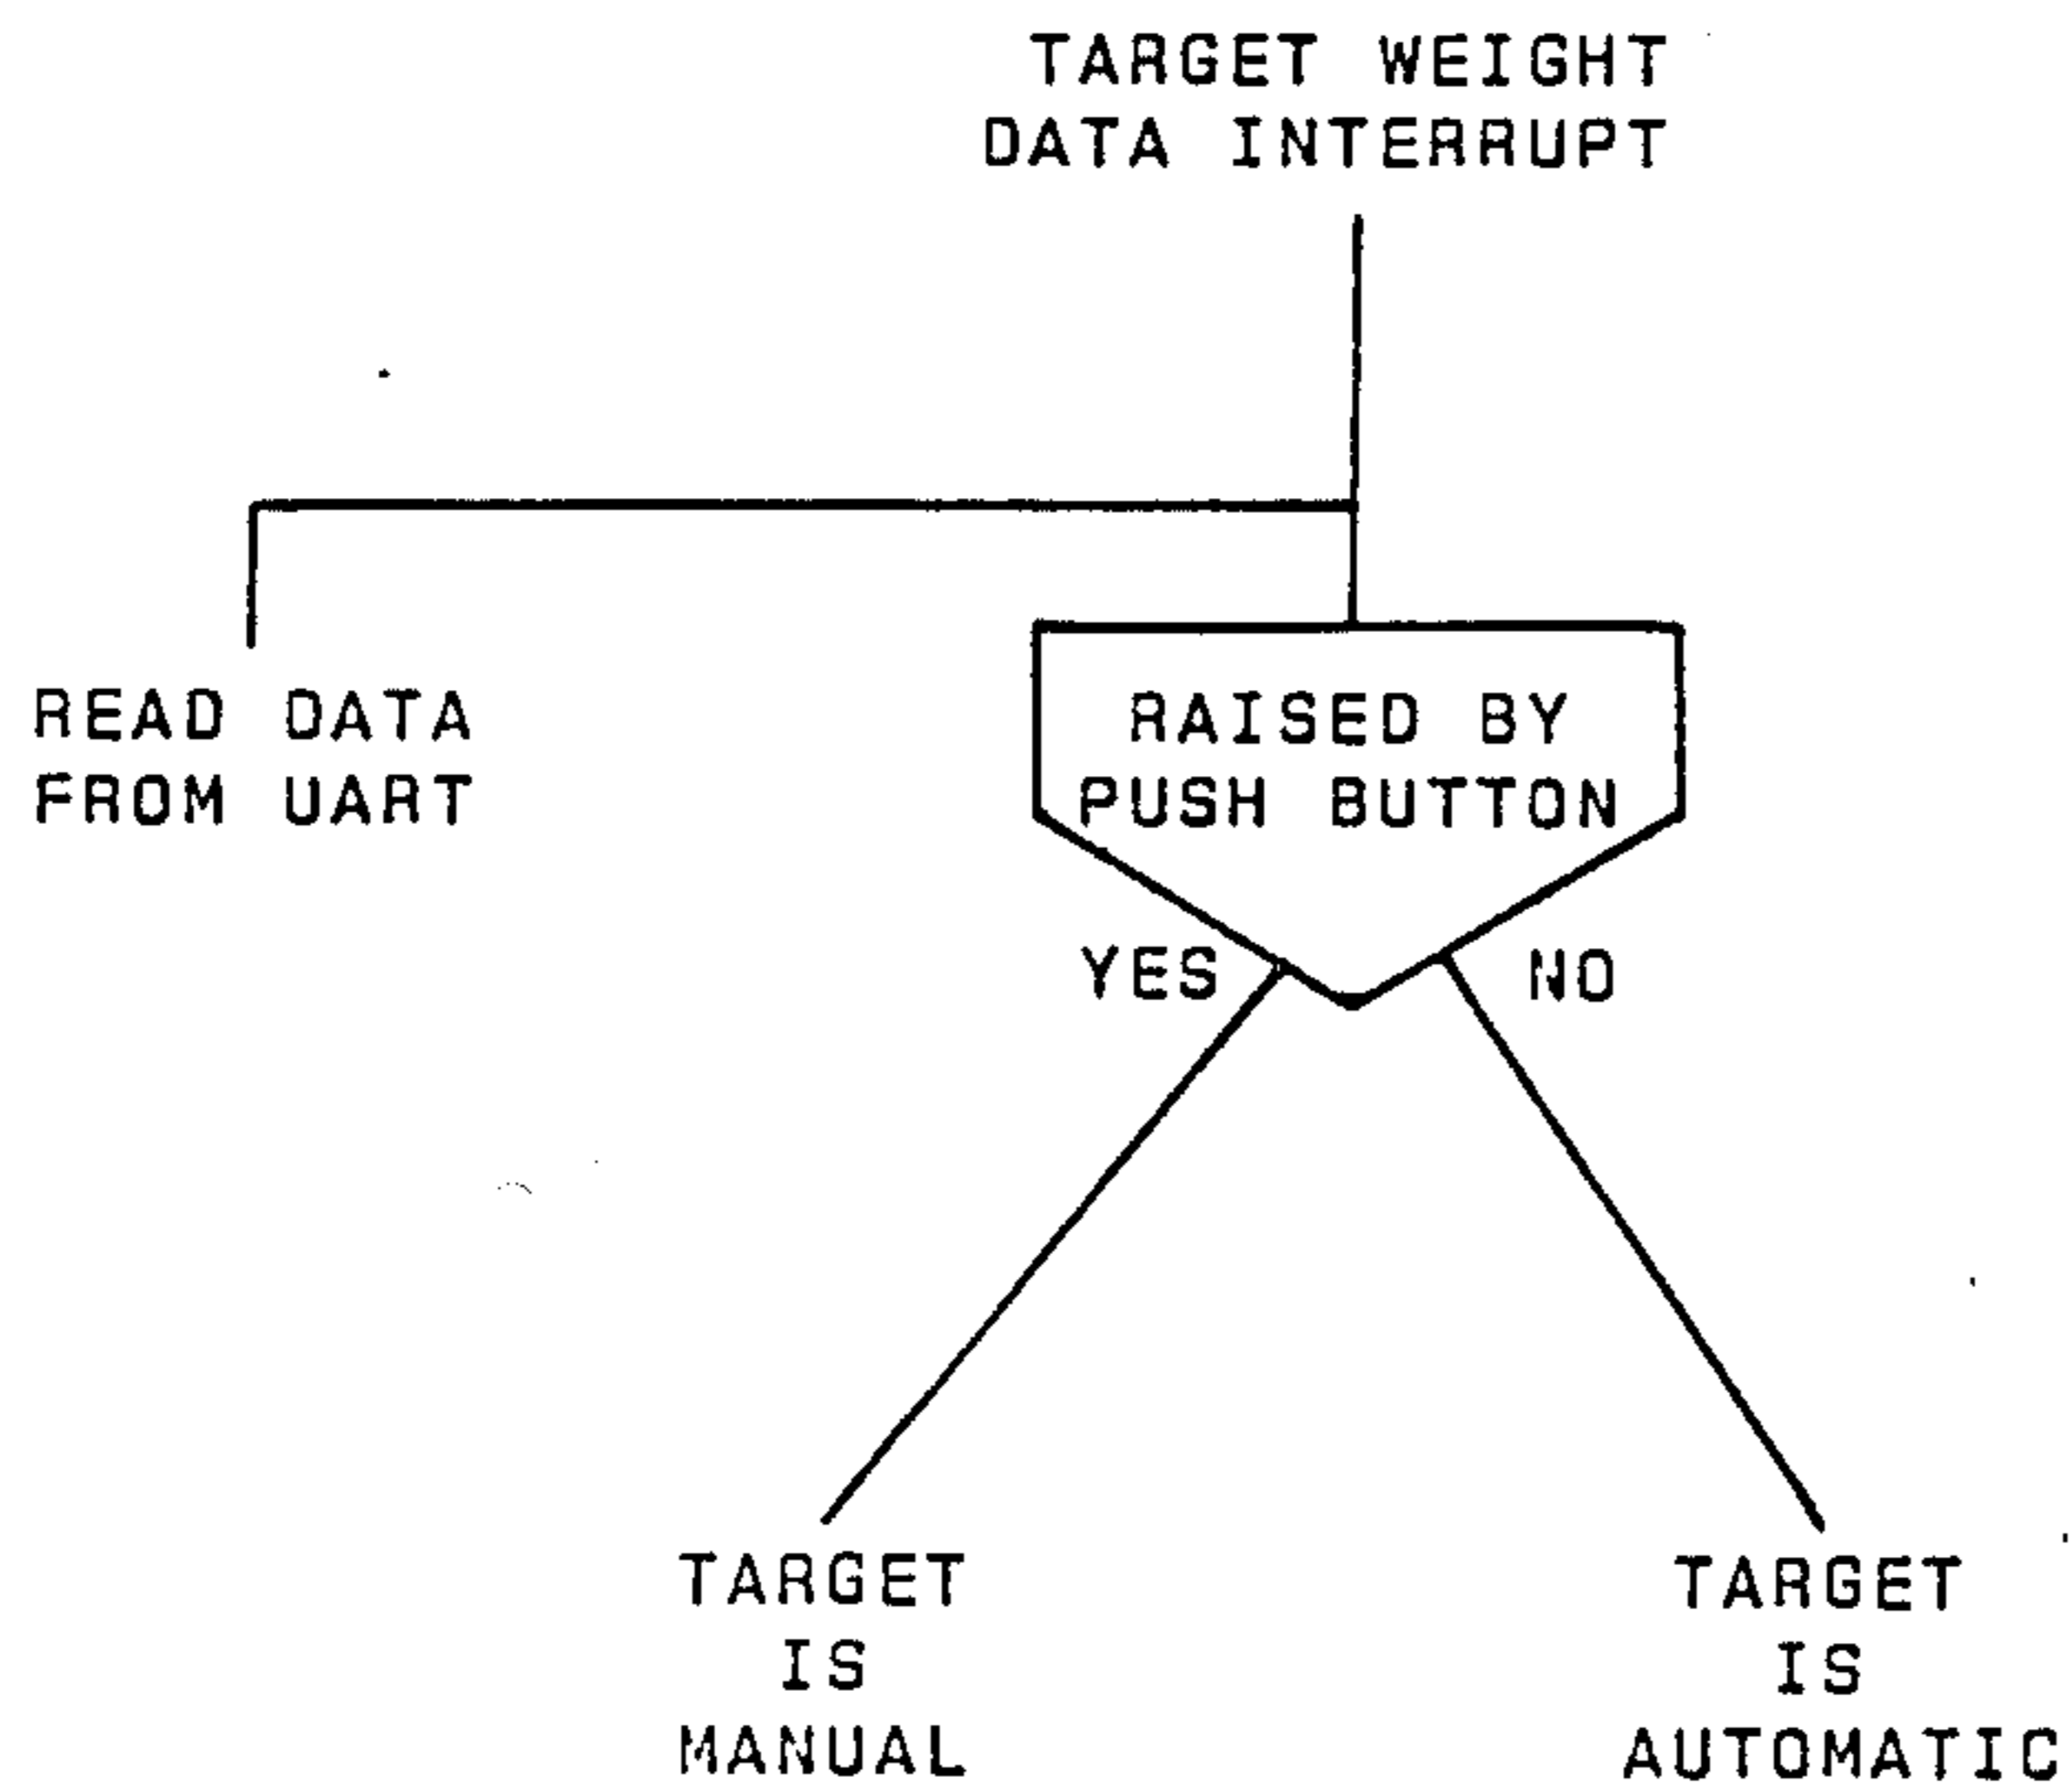 TARGET WEIGHT
DATA INTERRUPT
READ DATA
FROM UART
RAISED BY
PUSH BUTTON
YES
NO
TARGET
IS
MANUAL
TARGET
IS
AUTOMATIC